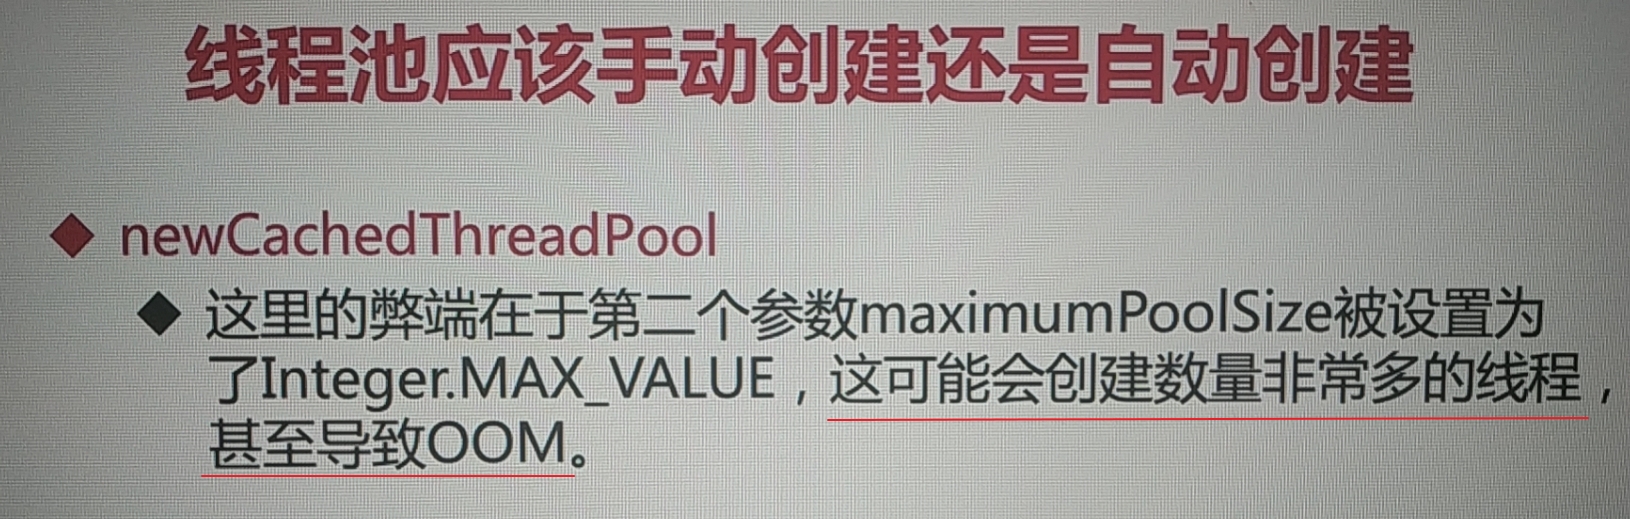 线程池应该手动创建还是自动创建
newCachedThreadPool
这里的弊端在于第二个参数maximumPoolSize被设置为
了Integer.MAX_VALUE，这可能会创建数量非常多的线程，
甚至导致OOM。